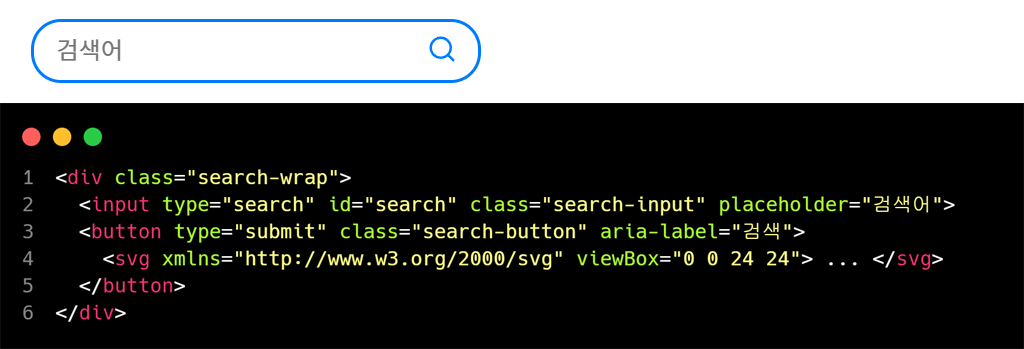 검색어
1 <div class="search-wrap">
2   <input type="search" id="search" class="search-input" placeholder="검색어">
3   <button type="submit" class="search-button" aria-label="검색">
4     <svg xmlns="http://www.w3.org/2000/svg" viewBox="0 0 24 24"> ... </svg>
5   </button>
6 </div>